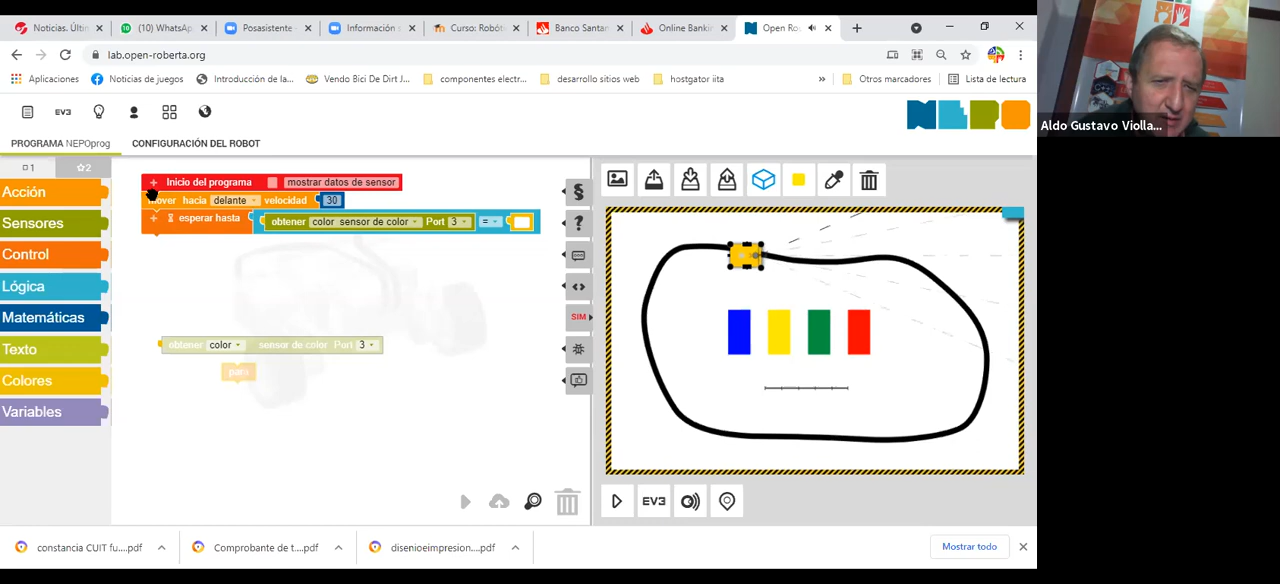 Noticias. Últin
(10) WhatsAp
Posasistente -
Información s
Curso: Robót
Banco Santan
Online Bankin
Open Ro
lab.open-roberta.org
Aplicaciones
Noticias de juegos
Introducción de la...
Vendo Bici De Dirt J...
componentes electr...
desarrollo sitios web
hostgator iita
»
Otros marcadores
Lista de lectura
Aldo Gustavo Violla...
EV3
PROGRAMA NEPOprog
CONFIGURACIÓN DEL ROBOT
1
2
Acción
Sensores
Control
Lógica
Matemáticas
Texto
Colores
Variables
+ Inicio del programa mostrar datos de sensor
mover hacia delante velocidad 30
+ esperar hasta obtener color sensor de color Port 3 =
obtener color sensor de color Port 3
para
SIM
EV3
constancia CUIT fu....pdf
Comprobante de t....pdf
disenioeimpresion....pdf
Mostrar todo